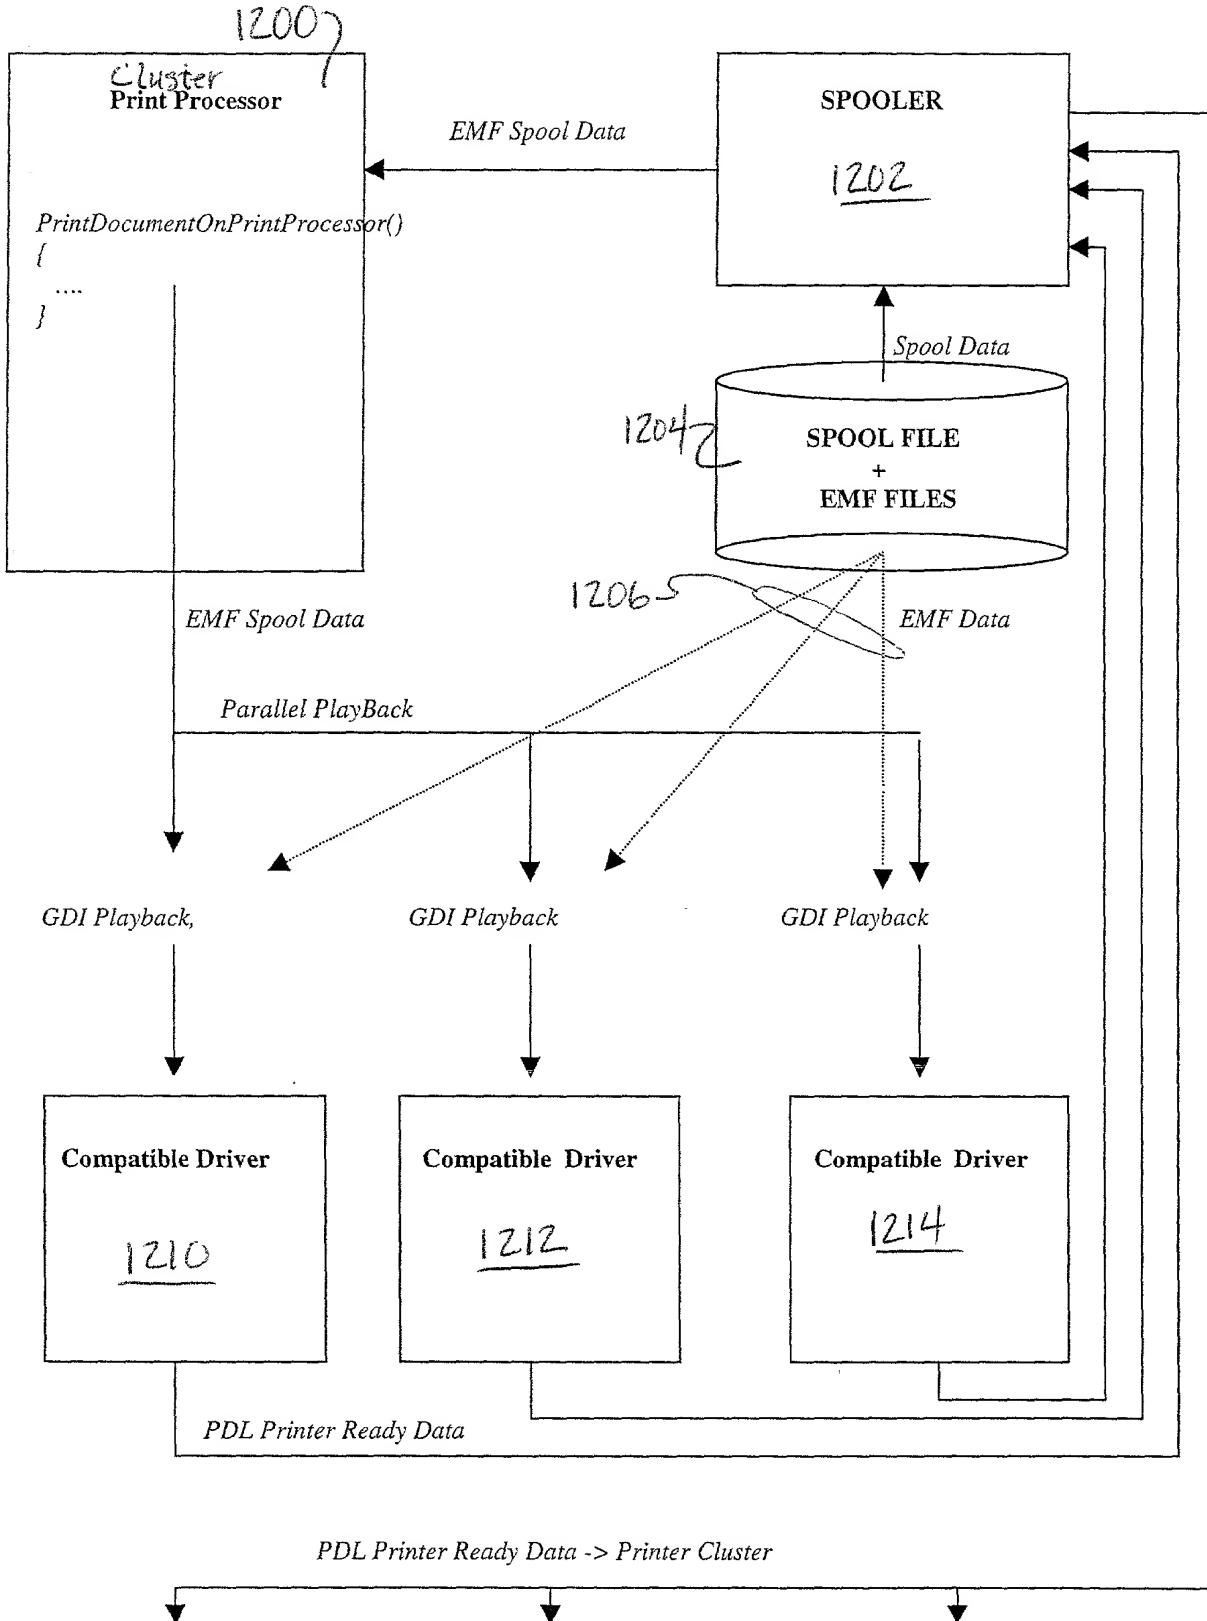 1200
Cluster
Print Processor
SPOOLER
EMF Spool Data
1202
PrintDocumentOnPrintProcessor()
{
....
}
Spool Data
1204
SPOOL FILE
+
EMF FILES
1206
EMF Spool Data
EMF Data
Parallel PlayBack
GDI Playback,
GDI Playback
GDI Playback
Compatible Driver
Compatible Driver
Compatible Driver
1210
1212
1214
PDL Printer Ready Data
PDL Printer Ready Data -> Printer Cluster